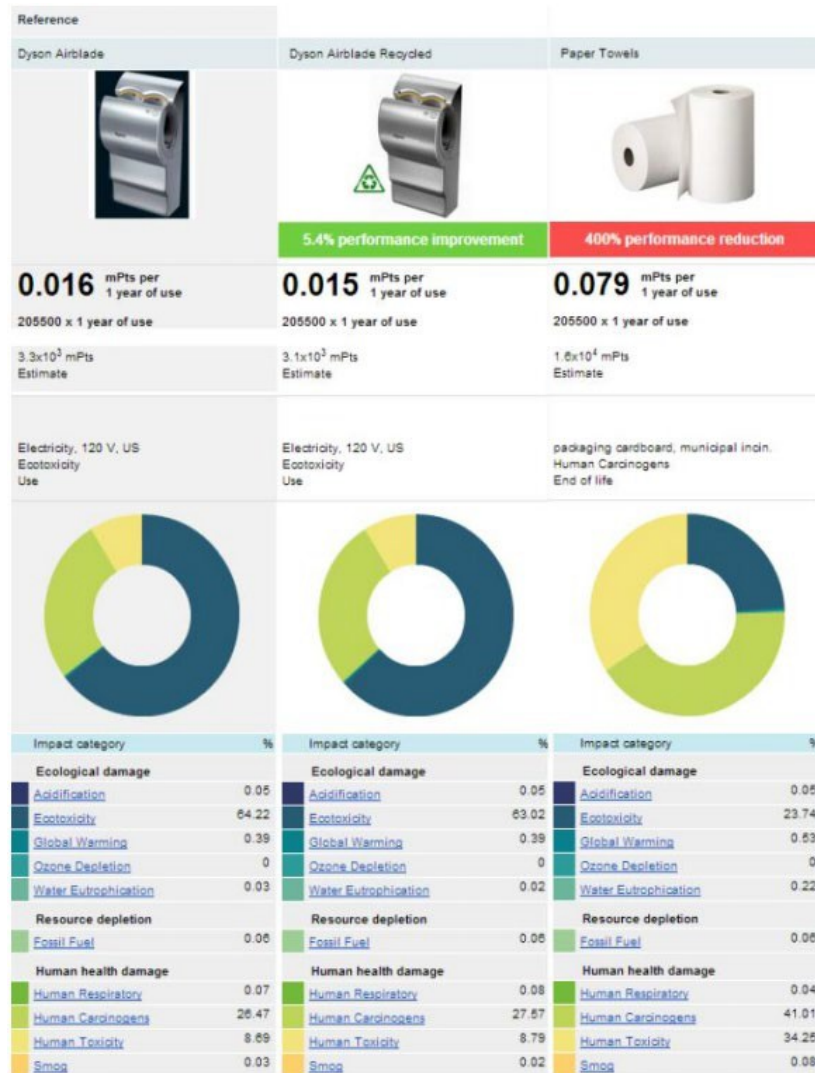 Reference
Dyson Airblade
Dyson Airblade Recycled
Paper Towels
5.4% performance improvement
400% performance reduction
0.016 mPts per 1 year of use
0.015 mPts per 1 year of use
0.079 mPts per 1 year of use
205500 x 1 year of use
205500 x 1 year of use
205500 x 1 year of use
3.3x10³ mPts
Estimate
3.1x10³ mPts
Estimate
1.6x10⁴ mPts
Estimate
Electricity, 120 V, US
Ecotoxicity
Use
Electricity, 120 V, US
Ecotoxicity
Use
packaging cardboard, municipal incin.
Human Carcinogens
End of life
Impact category %
Ecological damage
Acidification 0.05
Ecotoxicity 64.22
Global Warming 0.39
Ozone Depletion 0
Water Eutrophication 0.03
Resource depletion
Fossil Fuel 0.06
Human health damage
Human Respiratory 0.07
Human Carcinogens 26.47
Human Toxicity 8.69
Smog 0.03
Impact category %
Ecological damage
Acidification 0.05
Ecotoxicity 63.02
Global Warming 0.39
Ozone Depletion 0
Water Eutrophication 0.02
Resource depletion
Fossil Fuel 0.06
Human health damage
Human Respiratory 0.08
Human Carcinogens 27.57
Human Toxicity 8.79
Smog 0.02
Impact category
Ecological damage
Acidification 0.05
Ecotoxicity 23.74
Global Warming 0.53
Ozone Depletion 0
Water Eutrophication 0.22
Resource depletion
Fossil Fuel 0.06
Human health damage
Human Respiratory 0.04
Human Carcinogens 41.01
Human Toxicity 34.25
Smog 0.08